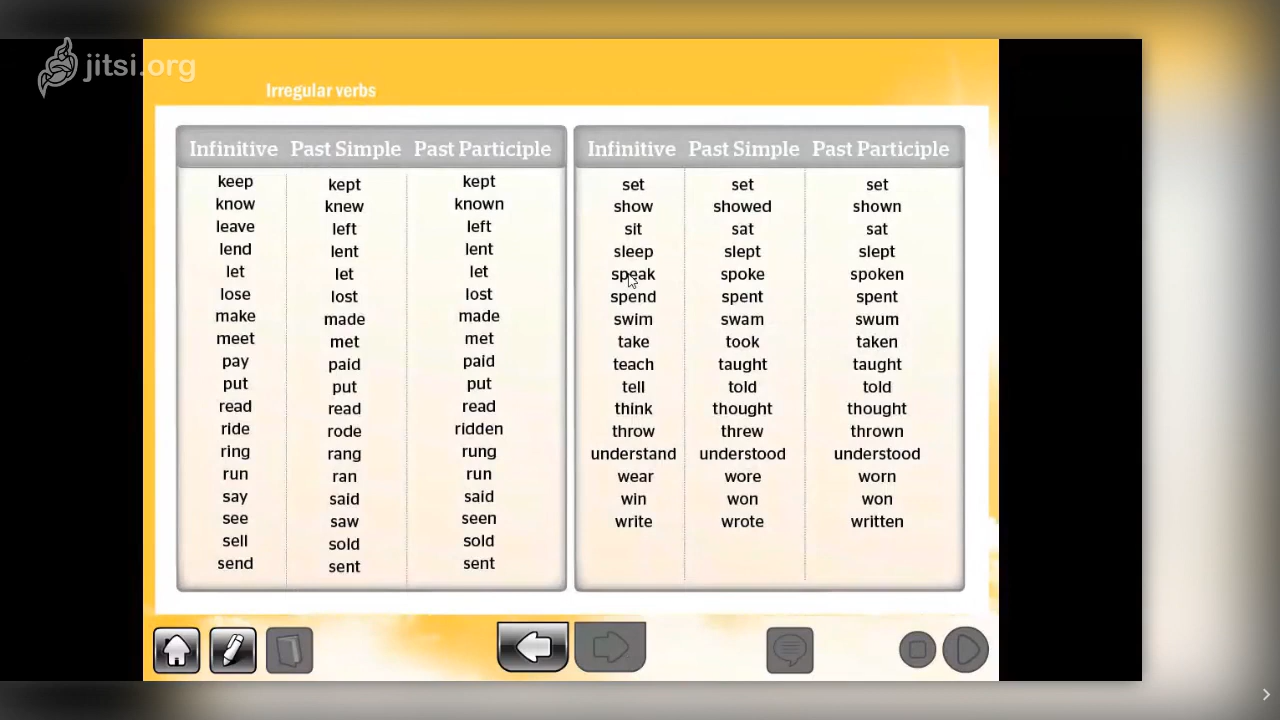 jitsi.org
Irregular verbs
Infinitive Past Simple Past Participle
keep kept kept
know knew known
leave left left
lend lent lent
let let let
lose lost lost
make made made
meet met met
pay paid paid
put put put
read read read
ride rode ridden
ring rang rung
run ran run
say said said
see saw seen
sell sold sold
send sent sent
Infinitive Past Simple Past Participle
set set set
show showed shown
sit sat sat
sleep slept slept
speak spoke spoken
spend spent spent
swim swam swum
take took taken
teach taught taught
tell told told
think thought thought
throw threw thrown
understand understood understood
wear wore worn
win won won
write wrote written